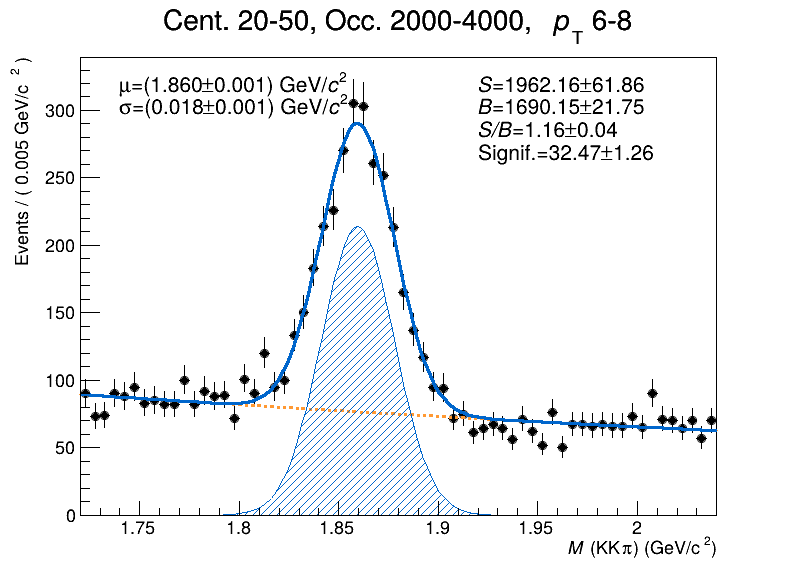 Cent. 20-50, Occ. 2000-4000, p_T 6-8
μ=(1.860±0.001) GeV/c²
σ=(0.018±0.001) GeV/c²
S=1962.16±61.86
B=1690.15±21.75
S/B=1.16±0.04
Signif.=32.47±1.26
Events / ( 0.005 GeV/c ² )
300
250
200
150
100
50
0
1.75 1.8 1.85 1.9 1.95 2
M (KKπ) (GeV/c²)